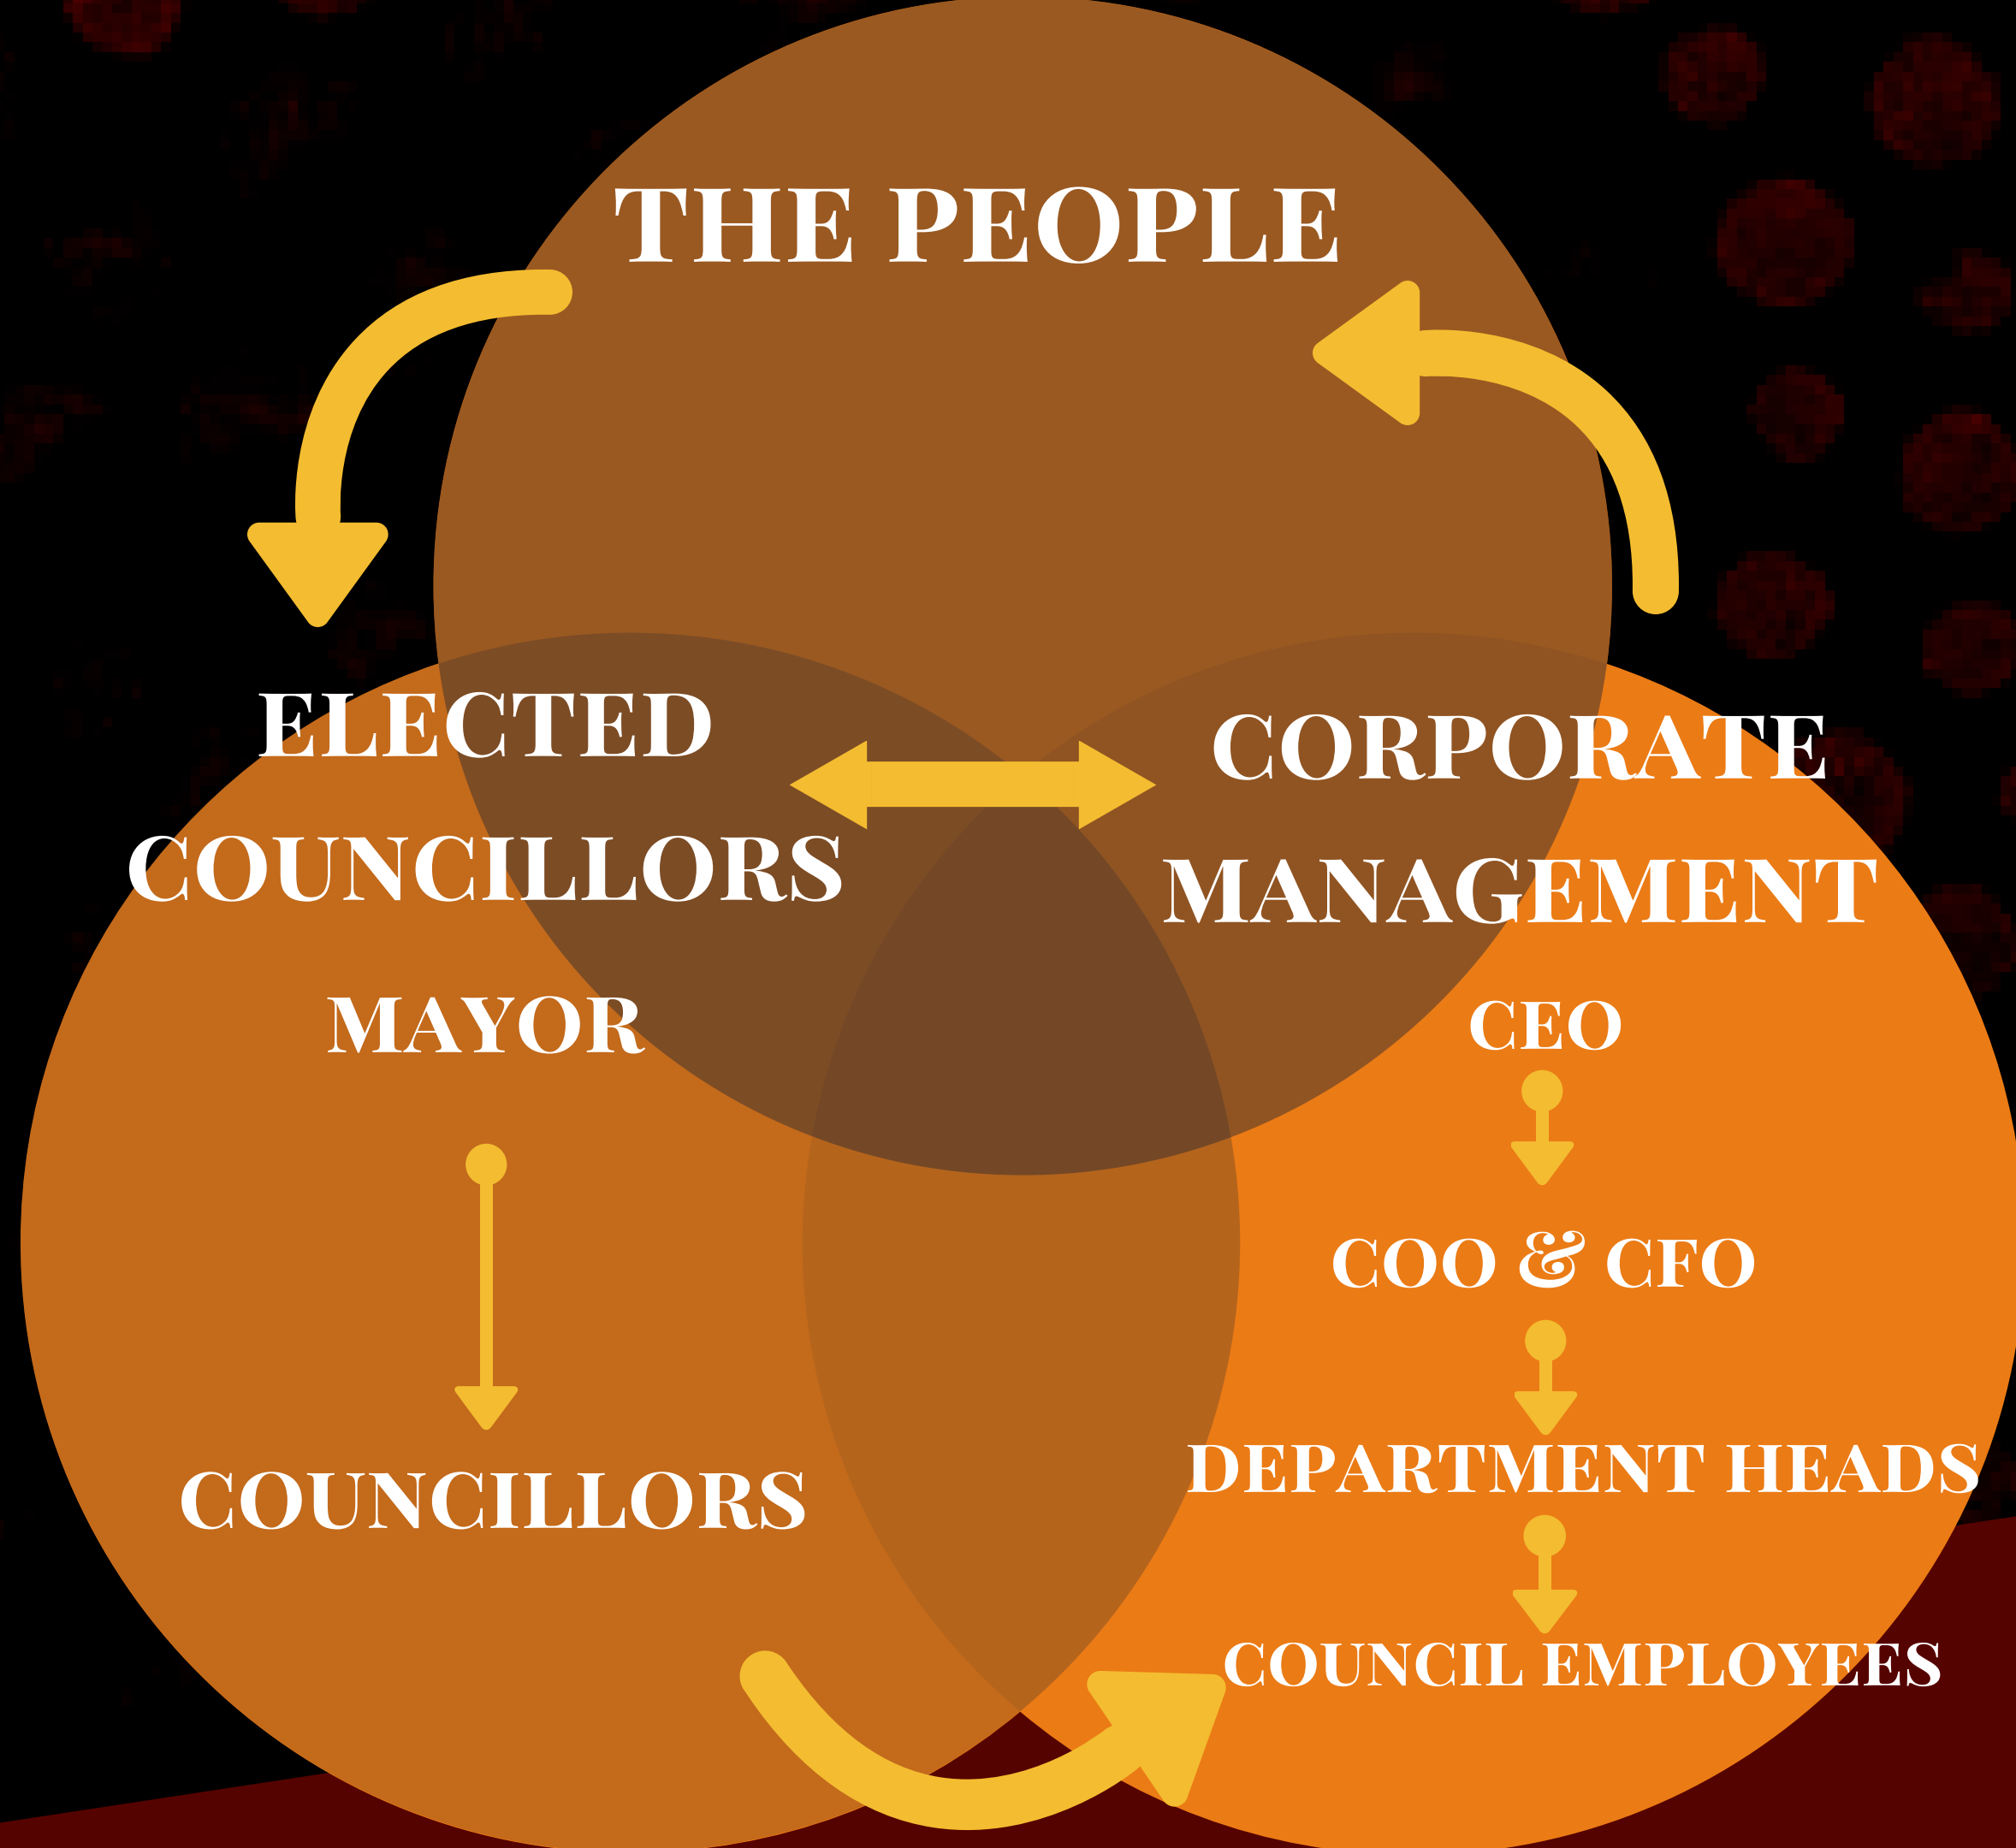 THE PEOPLE
ELECTED
COUNCILLORS
MAYOR
COUNCILLORS
CORPORATE
MANAGEMENT
CEO
COO & CFO
DEPARTMENT HEADS
COUNCIL EMPLOYEES